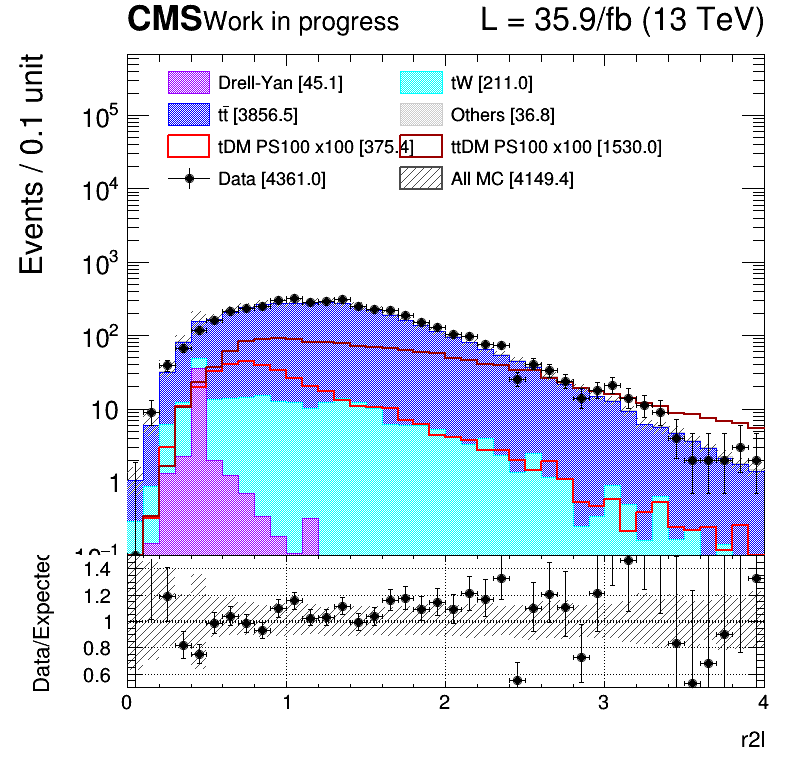 CMS Work in progress L = 35.9/fb (13 TeV)
Events / 0.1 unit
Drell-Yan [45.1] tW [211.0]
tt̄ [3856.5] Others [36.8]
tDM PS100 x100 [375.4] ttDM PS100 x100 [1530.0]
Data [4361.0] All MC [4149.4]
10⁵
10⁴
10³
10²
10
1
10⁻¹
Data/Expected
1.4
1.2
1
0.8
0.6
0 1 2 3 4
r2l